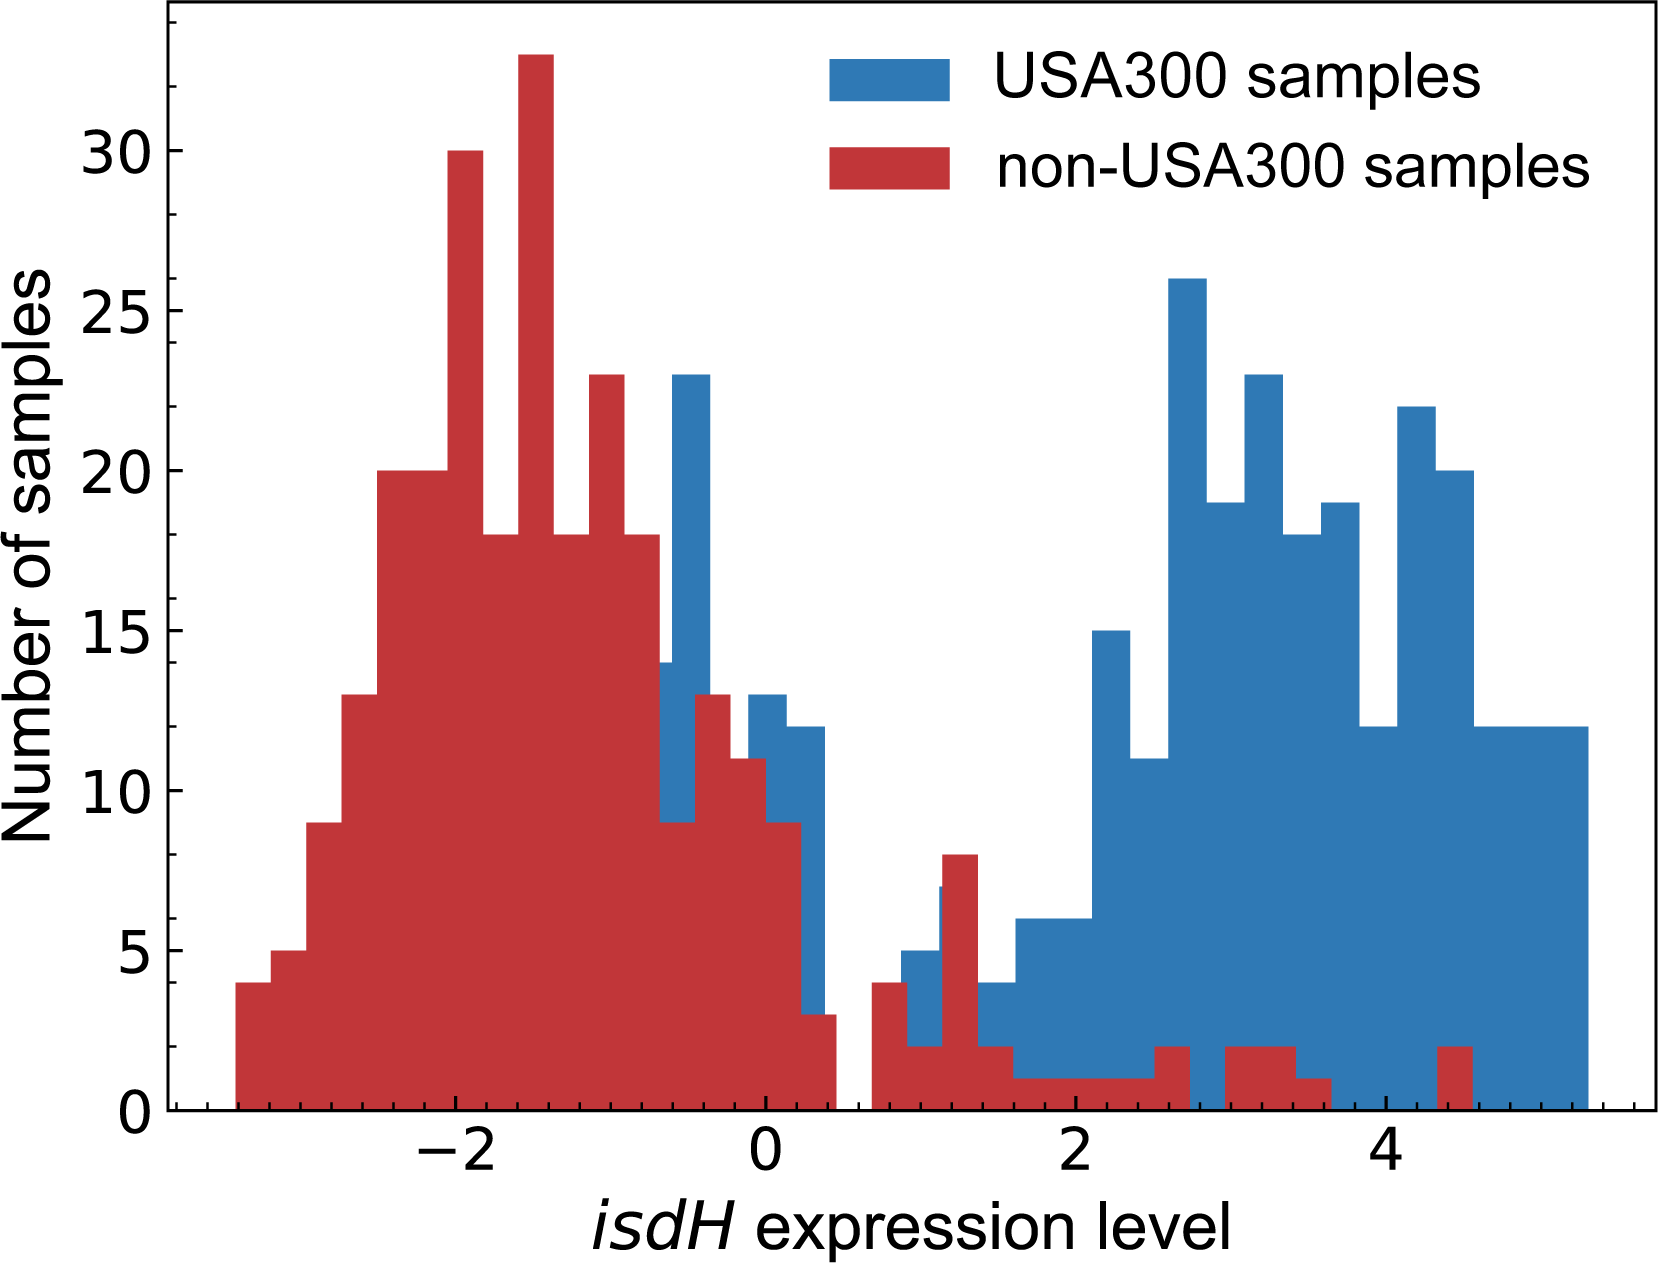 USA300 samples
non-USA300 samples
Number of samples
30
25
20
15
10
5
0
−2 0 2 4
isdH expression level